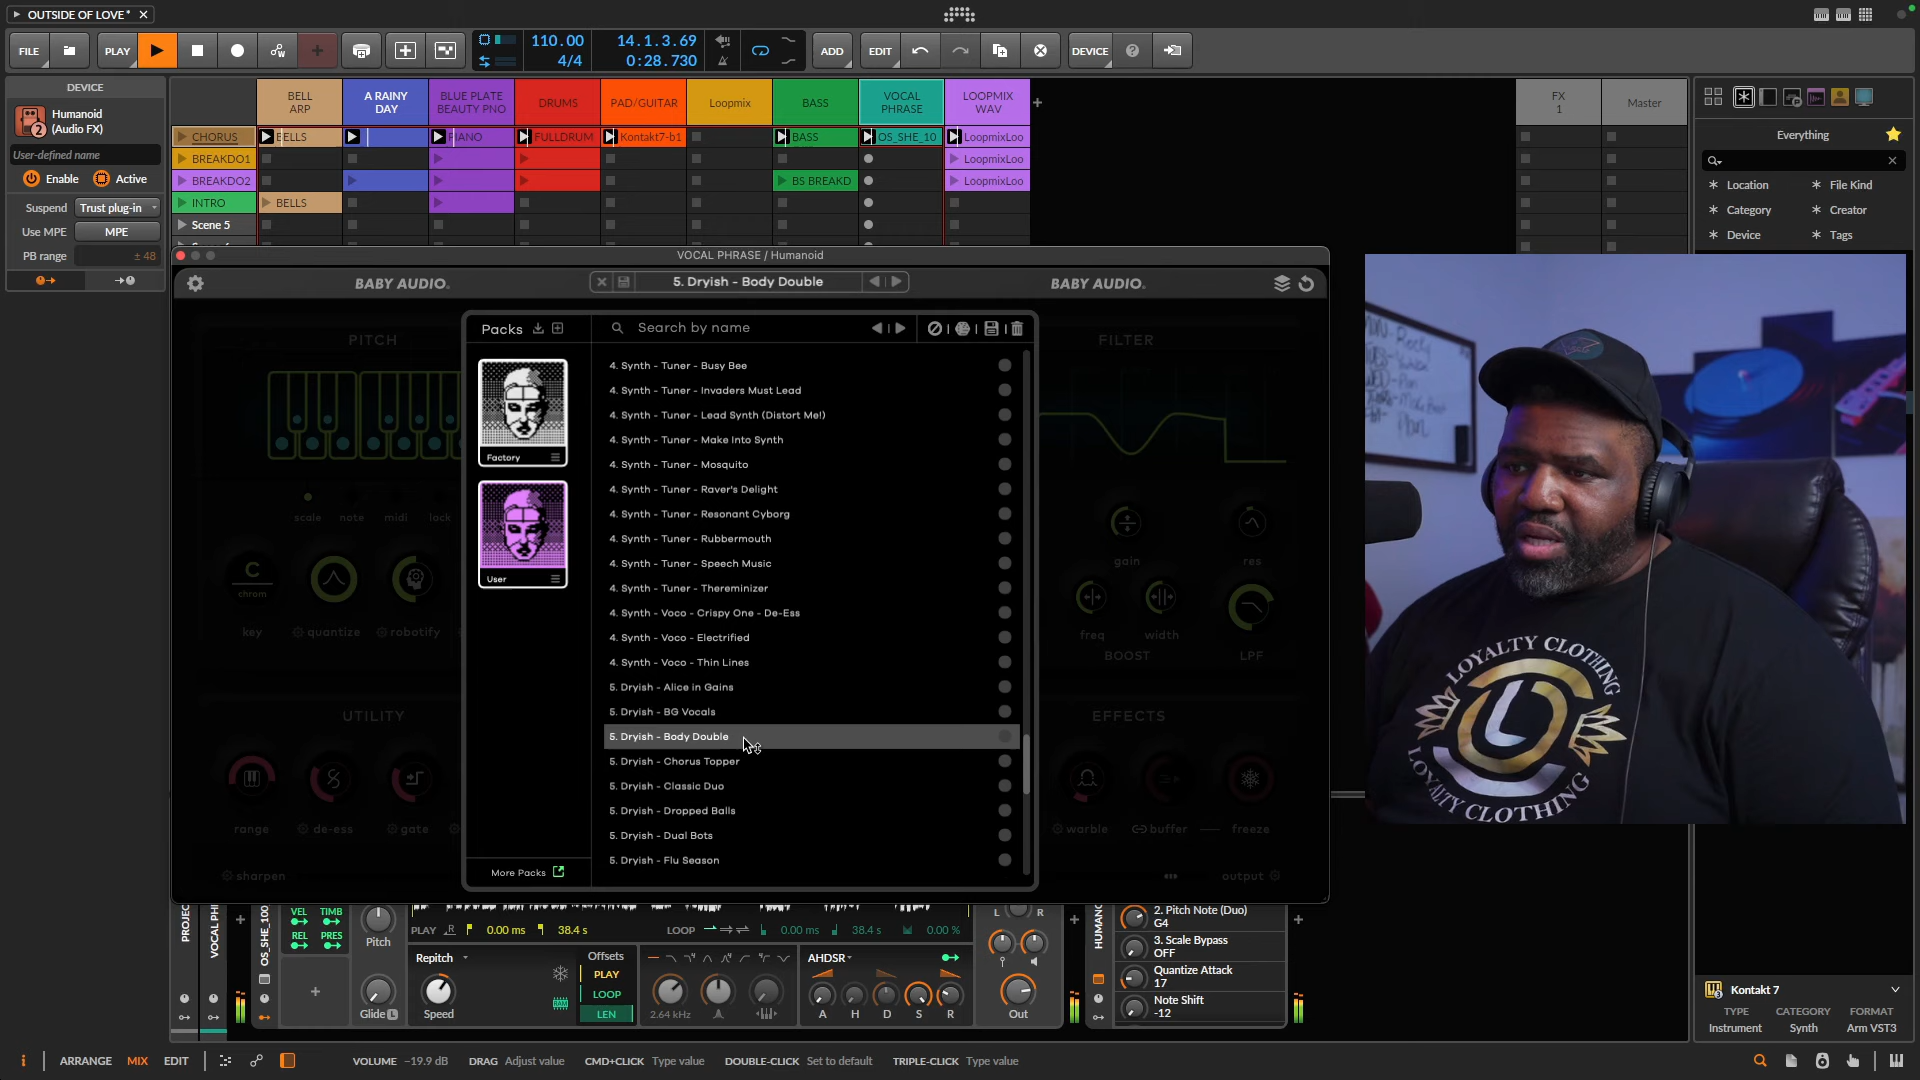 OUTSIDE OF LOVE*
FILE
PLAY
110.00
4/4
14.1.3.69
0:28.730
ADD
EDIT
DEVICE
DEVICE
Humanoid
(Audio FX)
User-defined name
Enable
Active
Suspend
Trust plug-in
Use MPE
MPE
PB range
± 48
BELL
ARP
A RAINY
DAY
BLUE PLATE
BEAUTY PNO
DRUMS
PAD/GUITAR
Loopmix
BASS
VOCAL
PHRASE
LOOPMIX
WAV
FX
1
Master
CHORUS
BELLS
PIANO
FULLDRUM
Kontakt7-b1
BASS
OS_SHE_10
LoopmixLoo
BREAKDO1
LoopmixLoo
BREAKDO2
BS BREAKD
LoopmixLoo
INTRO
BELLS
Scene 5
Everything
Location
File Kind
Category
Creator
Device
Tags
VOCAL PHRASE / Humanoid
BABY AUDIO.
5. Dryish - Body Double
BABY AUDIO.
PITCH
FILTER
Packs
Search by name
Factory
User
More Packs
4. Synth - Tuner - Busy Bee
4. Synth - Tuner - Invaders Must Lead
4. Synth - Tuner - Lead Synth (Distort Me!)
4. Synth - Tuner - Make Into Synth
4. Synth - Tuner - Mosquito
4. Synth - Tuner - Raver's Delight
4. Synth - Tuner - Resonant Cyborg
4. Synth - Tuner - Rubbermouth
4. Synth - Tuner - Speech Music
4. Synth - Tuner - Thereminizer
4. Synth - Voco - Crispy One - De-Ess
4. Synth - Voco - Electrified
4. Synth - Voco - Thin Lines
5. Dryish - Alice in Gains
5. Dryish - BG Vocals
5. Dryish - Body Double
5. Dryish - Chorus Topper
5. Dryish - Classic Duo
5. Dryish - Dropped Balls
5. Dryish - Dual Bots
5. Dryish - Flu Season
scale
note
midi
lock
C
chrom
key
quantize
robotify
gain
res
freq
width
BOOST
LPF
UTILITY
EFFECTS
range
de-ess
gate
warble
buffer
freeze
sharpen
output
LOYALTY CLOTHING
LOYALTY CLOTHING
PROJEC
VOCAL PHI
OS_SHE_100
VEL
TIMB
REL
PRES
Pitch
Glide
L
PLAY
0.00 ms
38.4 s
LOOP
0.00 ms
38.4 s
0.00 %
Repitch
Speed
Offsets
PLAY
LOOP
LEN
2.64 kHz
AHDSR
A
H
D
S
R
L
R
Out
HUMANO
2. Pitch Note (Duo)
G4
3. Scale Bypass
OFF
Quantize Attack
17
Note Shift
-12
Kontakt 7
TYPE
CATEGORY
FORMAT
Instrument
Synth
Arm VST3
ARRANGE
MIX
EDIT
VOLUME
-19.9 dB
DRAG
Adjust value
CMD+CLICK
Type value
DOUBLE-CLICK
Set to default
TRIPLE-CLICK
Type value